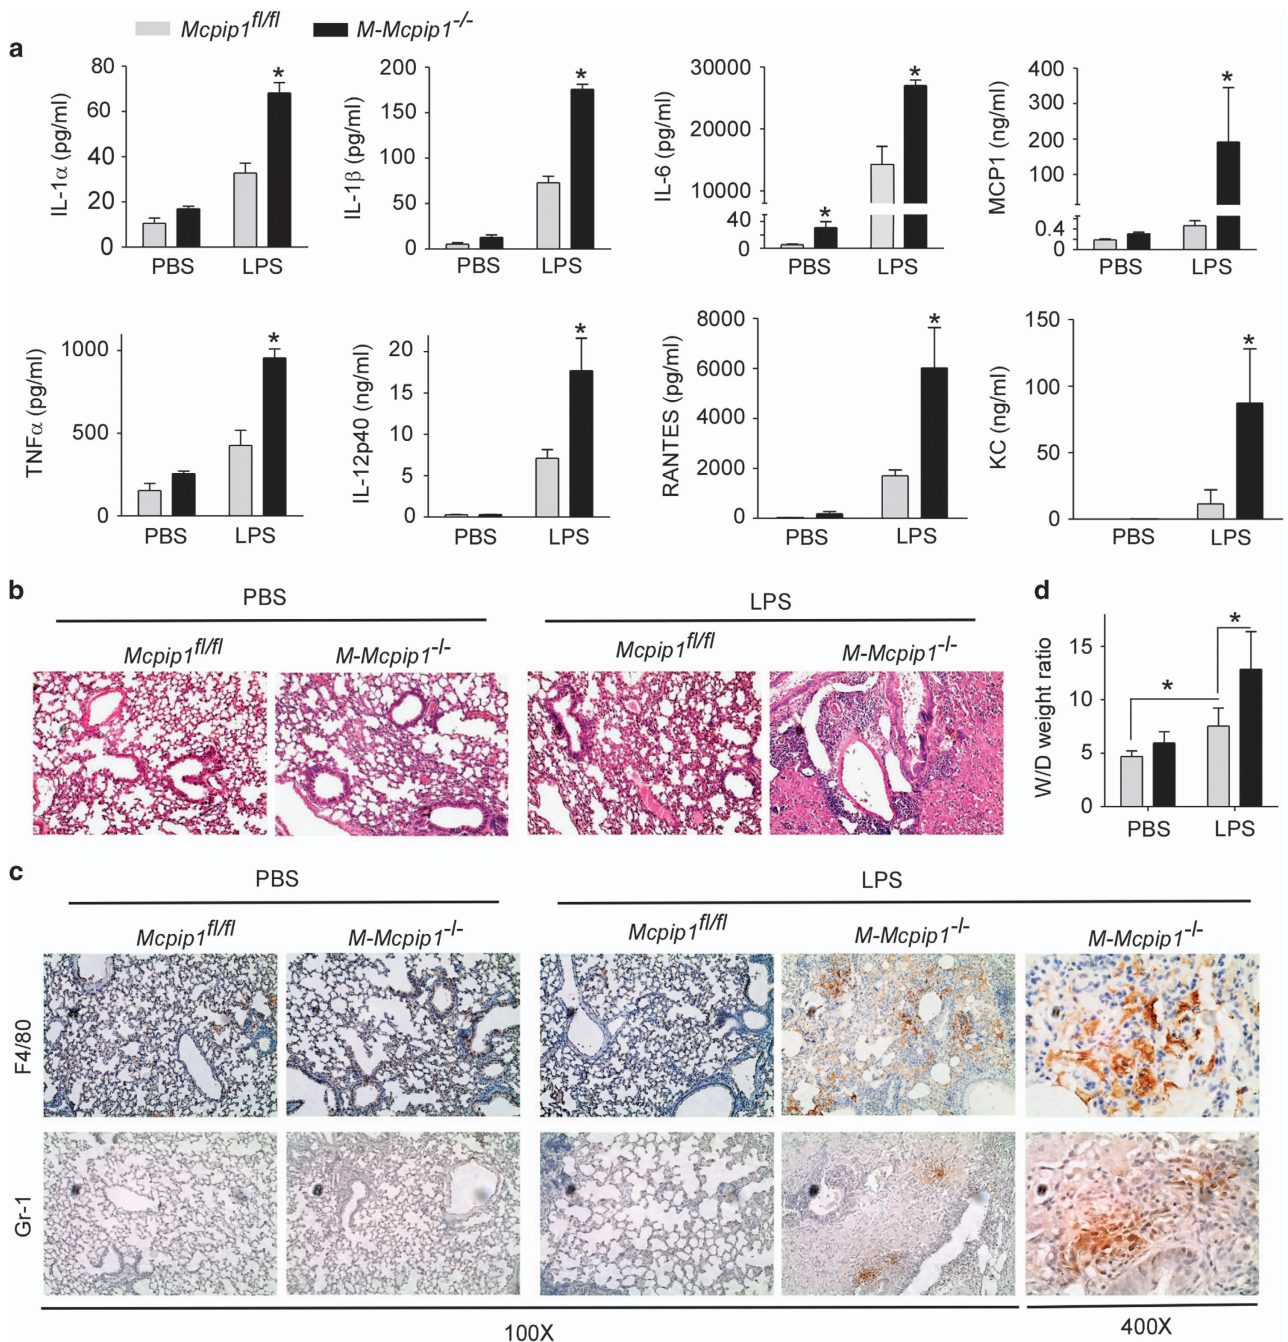 Mcpip1fl/fl M-Mcpip1-/-
a
IL-1α (pg/ml)
80
60
40
20
0
PBS LPS
*
IL-1β (pg/ml)
200
150
100
50
0
PBS LPS
*
IL-6 (pg/ml)
30000
20000
10000
40
0
PBS LPS
*
*
MCP1 (ng/ml)
400
300
200
100
0.4
0
PBS LPS
*
TNFα (pg/ml)
1000
500
0
PBS LPS
*
IL-12p40 (ng/ml)
20
15
10
5
0
PBS LPS
*
RANTES (pg/ml)
8000
6000
4000
2000
0
PBS LPS
*
KC (ng/ml)
150
100
50
0
PBS LPS
*
b
PBS LPS
Mcpip1fl/fl M-Mcpip1-/- Mcpip1fl/fl M-Mcpip1-/-
d
W/D weight ratio
15
10
5
0
PBS LPS
*
*
c
PBS LPS
Mcpip1fl/fl M-Mcpip1-/- Mcpip1fl/fl M-Mcpip1-/- M-Mcpip1-/-
F4/80
Gr-1
100X 400X